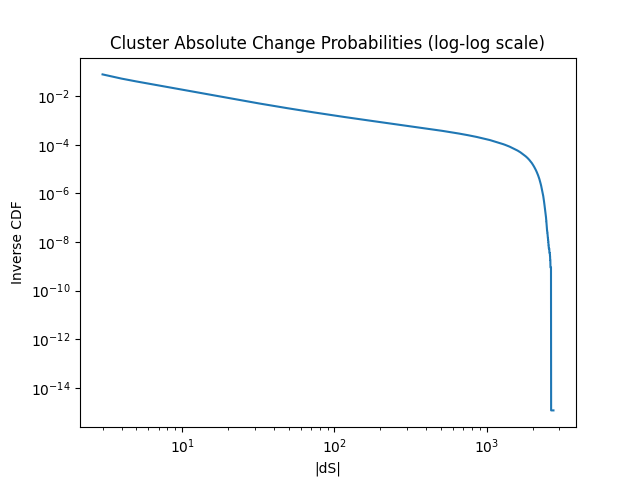 Cluster Absolute Change Probabilities (log-log scale)
Inverse CDF
10⁻²
10⁻⁴
10⁻⁶
10⁻⁸
10⁻¹⁰
10⁻¹²
10⁻¹⁴
10¹ 10² 10³
|dS|